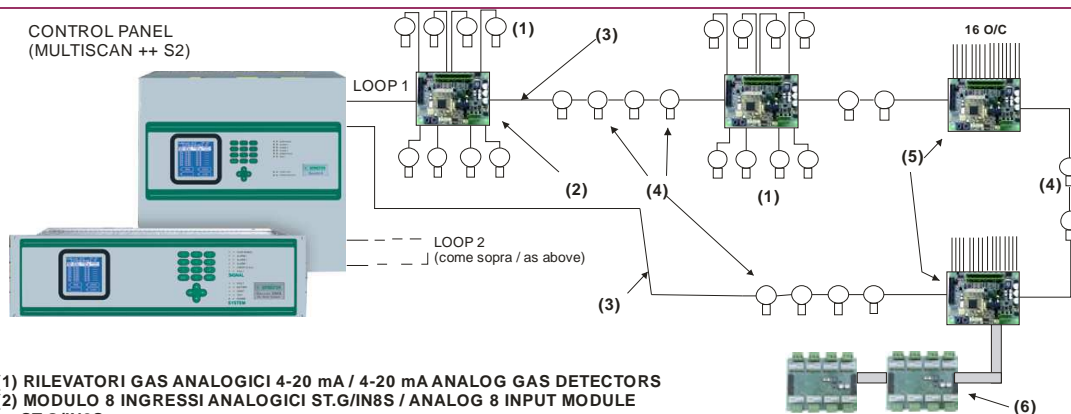 CONTROL PANEL
(MULTISCAN ++ S2)
LOOP 1
(1)
(3)
16 O/C
(2)
(4)
(1)
(5)
(4)
LOOP 2
(come sopra / as above)
(3)
SIGNAL
SYSTEM
(6)
1) RILEVATORI GAS ANALOGICI 4-20 mA / 4-20 mA ANALOG GAS DETECTORS
2) MODULO 8 INGRESSI ANALOGICI ST.G/IN8S / ANALOG 8 INPUT MODULE